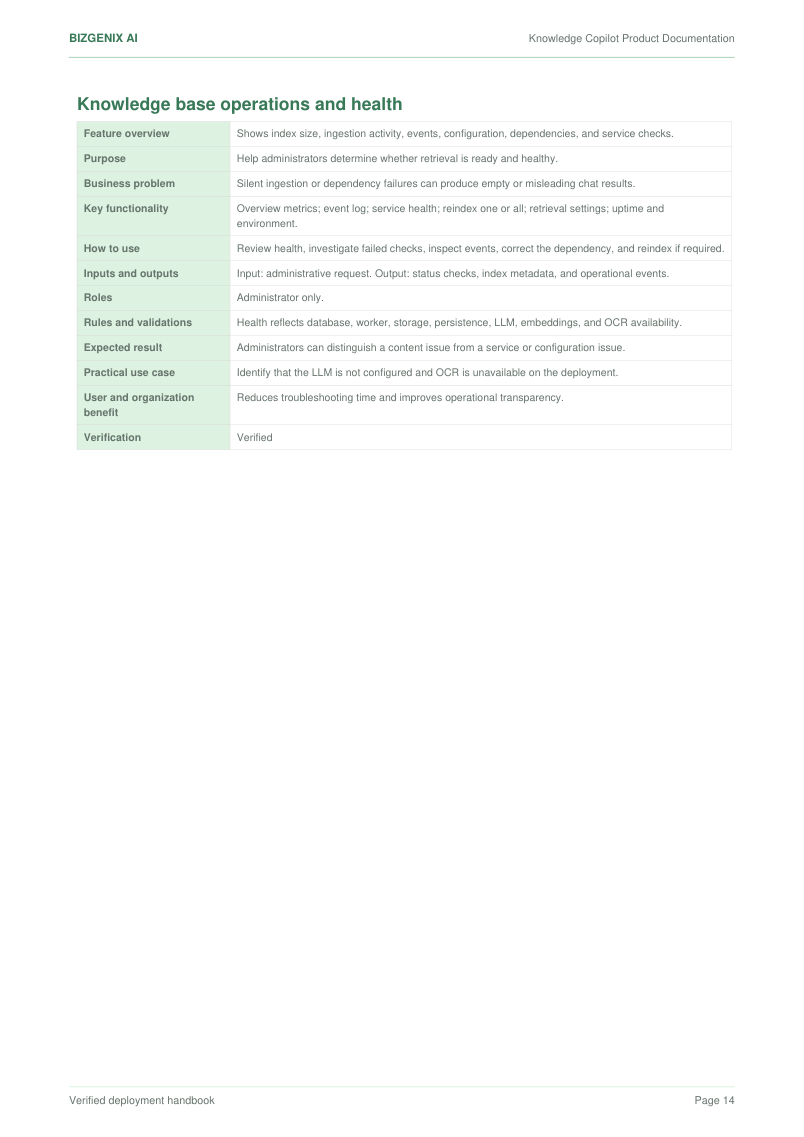 BIZGENIX AI
Knowledge Copilot Product Documentation
Knowledge base operations and health
Feature overview
Shows index size, ingestion activity, events, configuration, dependencies, and service checks.
Purpose
Help administrators determine whether retrieval is ready and healthy.
Business problem
Silent ingestion or dependency failures can produce empty or misleading chat results.
Key functionality
Overview metrics; event log; service health; reindex one or all; retrieval settings; uptime and
environment.
How to use
Review health, investigate failed checks, inspect events, correct the dependency, and reindex if required.
Inputs and outputs
Input: administrative request. Output: status checks, index metadata, and operational events.
Roles
Administrator only.
Rules and validations
Health reflects database, worker, storage, persistence, LLM, embeddings, and OCR availability.
Expected result
Administrators can distinguish a content issue from a service or configuration issue.
Practical use case
Identify that the LLM is not configured and OCR is unavailable on the deployment.
User and organization
benefit
Reduces troubleshooting time and improves operational transparency.
Verification
Verified
Verified deployment handbook
Page 14